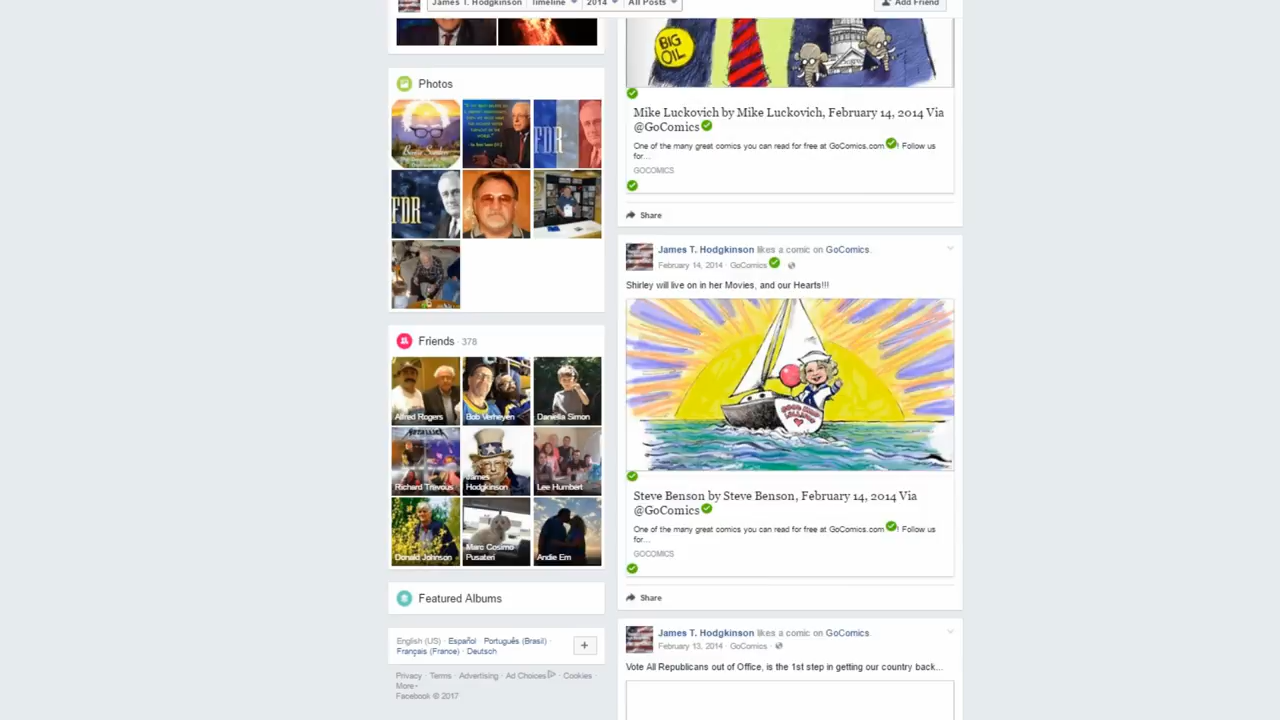 James T. Hodgkinson Timeline 2014 All Posts Add Friend
BIG OIL
Mike Luckovich by Mike Luckovich, February 14, 2014 Via
@GoComics
One of the many great comics you can read for free at GoComics.com ! Follow us
for...
GOCOMICS
Share
Photos
FDR
FDR
James T. Hodgkinson likes a comic on GoComics.
February 14, 2014 · GoComics
Shirley will live on in her Movies, and our Hearts!!!
Steve Benson by Steve Benson, February 14, 2014 Via
@GoComics
One of the many great comics you can read for free at GoComics.com ! Follow us
for...
GOCOMICS
Share
Friends · 378
Alfred Rogers
Bob Verheyen
Daniella Simon
Richard Trevous
James
Hodgkinson
Lee Humbert
Donald Johnson
Marc Cosimo
Pusateri
Andie Em
Featured Albums
English (US) · Español · Português (Brasil) ·
Français (France) · Deutsch
+
Privacy · Terms · Advertising · Ad Choices · Cookies ·
More
Facebook © 2017
James T. Hodgkinson likes a comic on GoComics.
February 13, 2014 · GoComics ·
Vote All Republicans out of Office, is the 1st step in getting our country back...